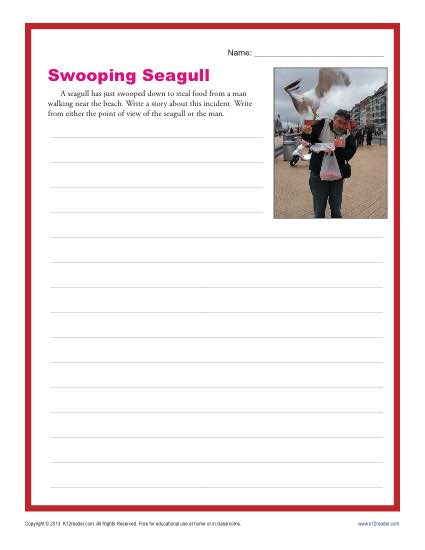 Name:
Swooping Seagull
A seagull has just swooped down to steal food from a man
walking near the beach. Write a story about this incident. Write
from either the point of view of the seagull or the man.
Copyright © 2013 K12reader.com. All Rights Reserved. Free for educational use at home or in classrooms.
www.k12reader.com